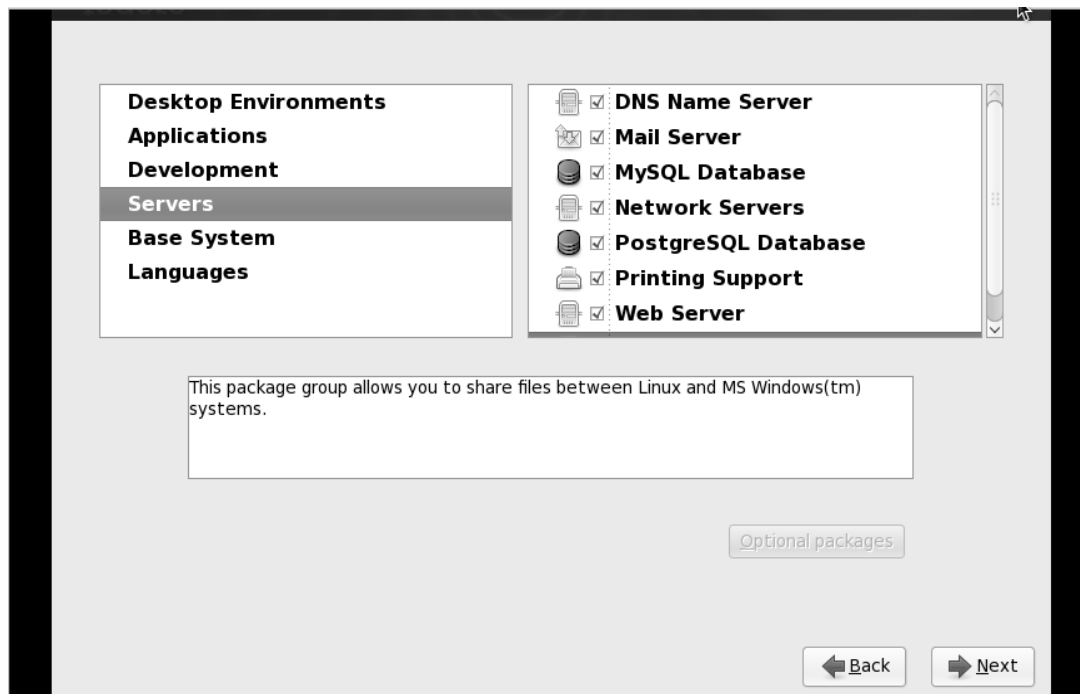 Desktop Environments
Applications
Development
Servers
Base System
Languages
DNS Name Server
Mail Server
MySQL Database
Network Servers
PostgreSQL Database
Printing Support
Web Server
This package group allows you to share files between Linux and MS Windows(tm)
systems.
Optional packages
Back
Next